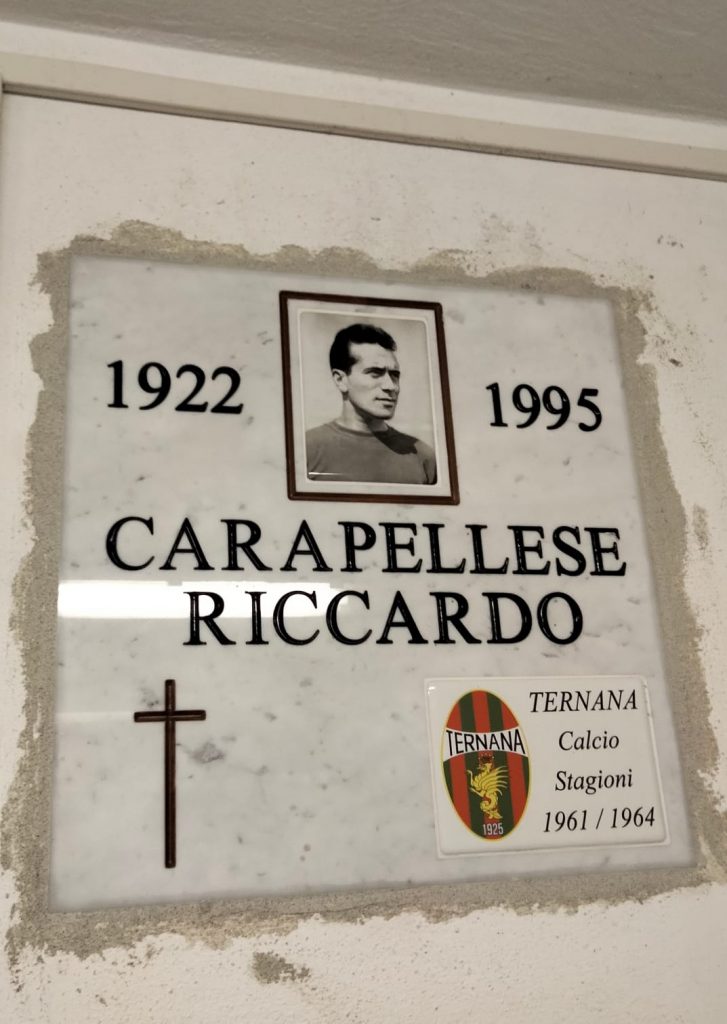 1922
1995
CARAPELLESE
RICCARDO
TERNANA
1925
TERNANA
Calcio
Stagioni
1961 / 1964